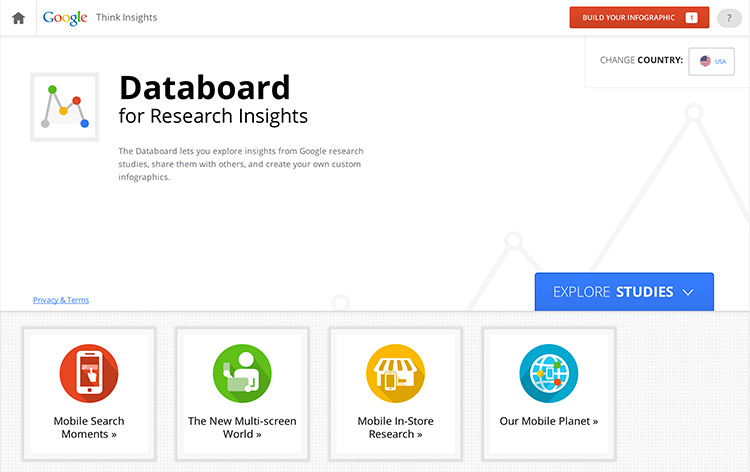 Google Think Insights
BUILD YOUR INFOGRAPHIC 1
?
CHANGE COUNTRY: USA
Databoard
for Research Insights
The Databoard lets you explore insights from Google research
studies, share them with others, and create your own custom
infographics.
Privacy & Terms
EXPLORE STUDIES
Mobile Search
Moments »
The New Multi-screen
World »
Mobile In-Store
Research »
Our Mobile Planet »